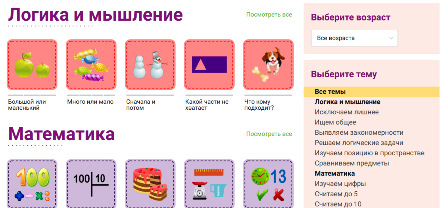 Логика и мышление
Посмотреть все
Большой или маленький
Много или мало
Сначала и потом
Какой части не хватает
Что кому подходит?
Математика
Посмотреть все
100
100 10
13
Выберите возраст
Все возраста
Выберите тему
Все темы
Логика и мышление
Исключаем лишнее
Ищем общее
Выявляем закономерности
Решаем логические задачи
Изучаем позицию в пространстве
Сравниваем предметы
Математика
Изучаем цифры
Считаем до 5
Считаем до 10